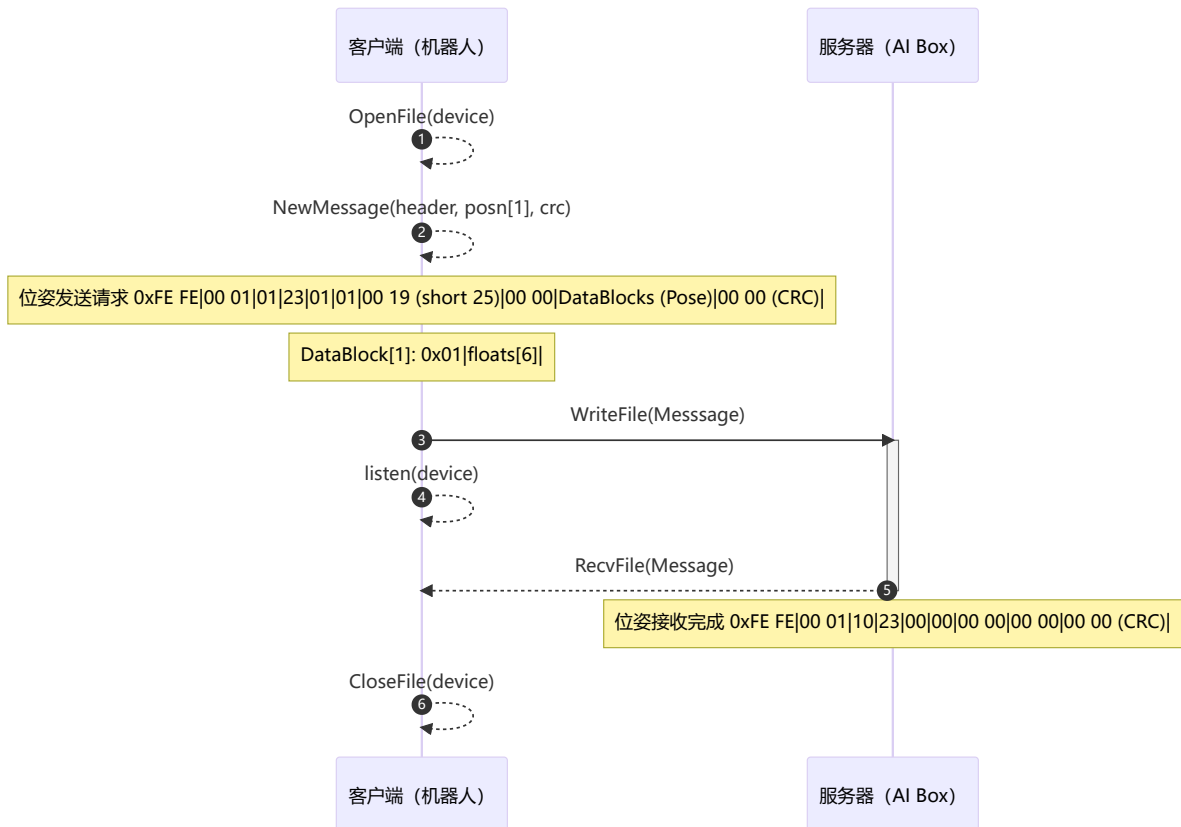 客户端（机器人）
服务器（AI Box）
OpenFile(device)
1
NewMessage(header, posn[1], crc)
2
位姿发送请求 0xFE FE|00 01|01|23|01|01|00 19 (short 25)|00 00|DataBlocks (Pose)|00 00 (CRC)|
DataBlock[1]: 0x01|floats[6]|
WriteFile(Messsage)
3
listen(device)
4
RecvFile(Message)
5
位姿接收完成 0xFE FE|00 01|10|23|00|00|00 00|00 00|00 00 (CRC)|
CloseFile(device)
6
客户端（机器人）
服务器（AI Box）